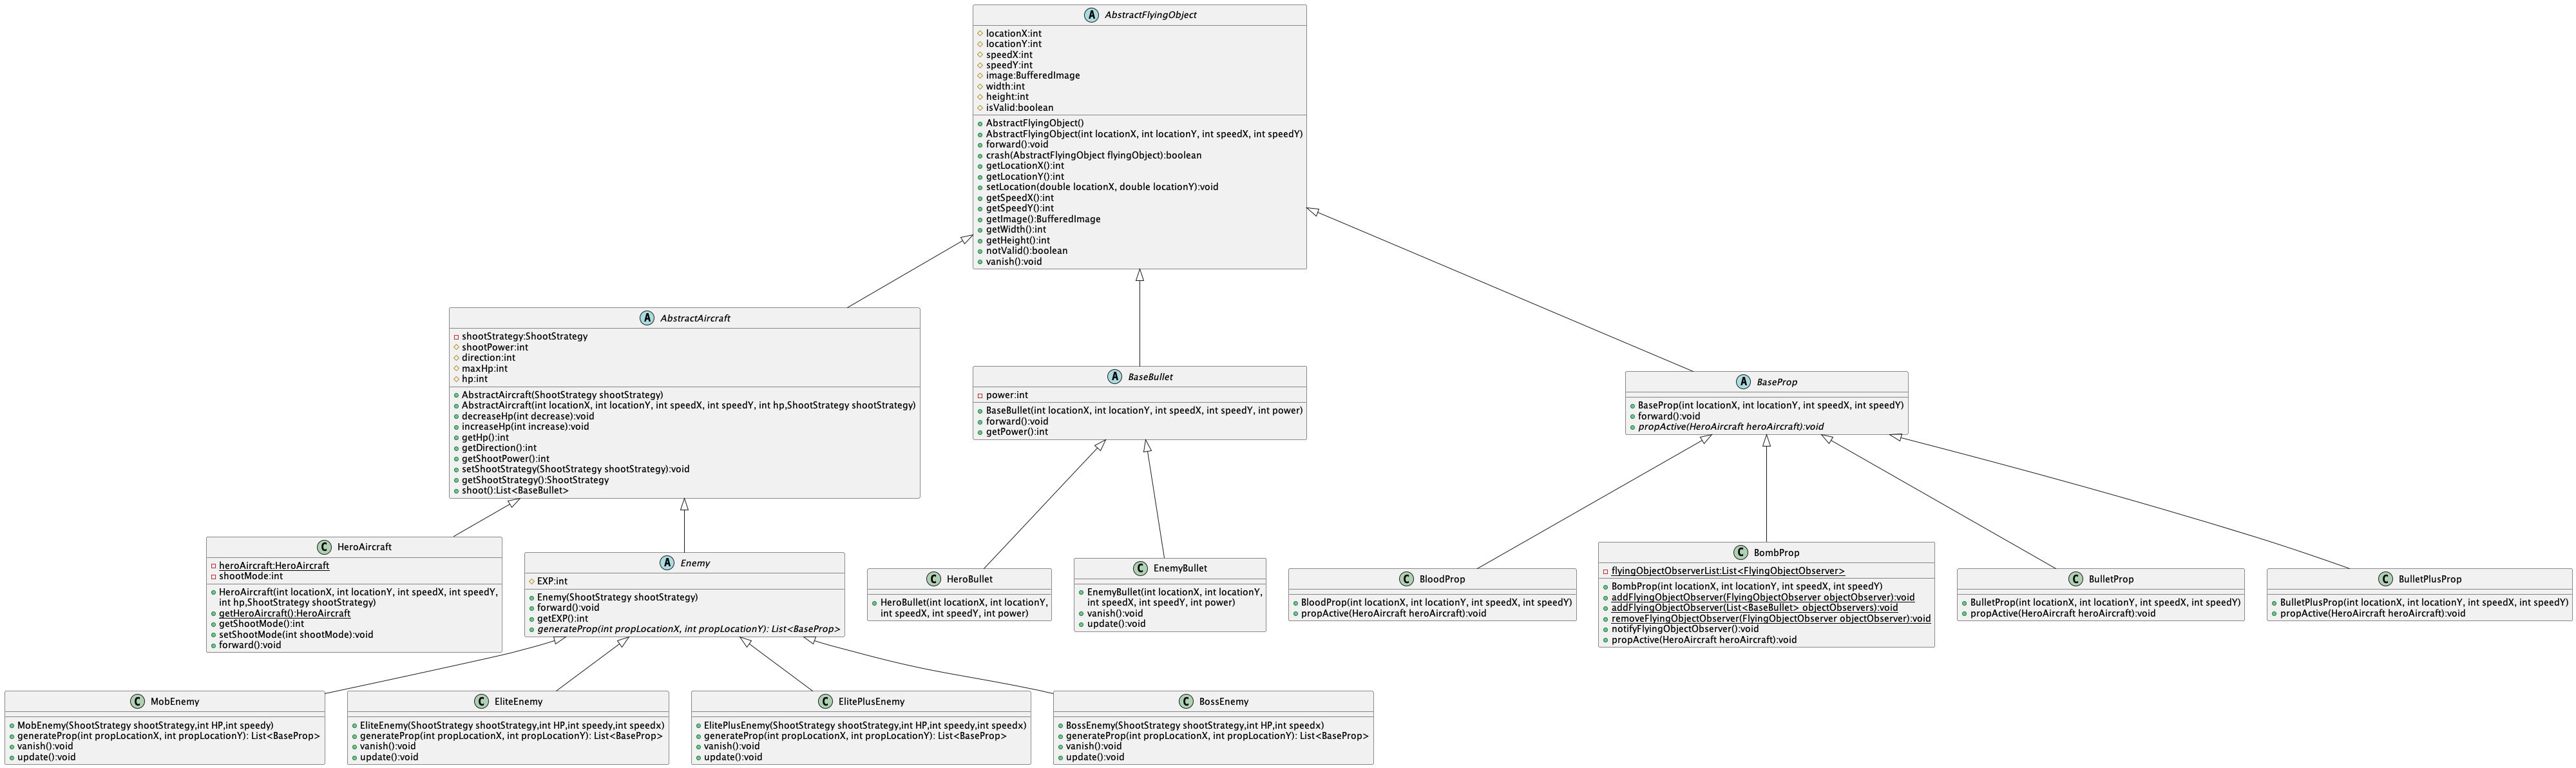 AbstractFlyingObject
locationX:int
locationY:int
speedX:int
speedY:int
image:BufferedImage
width:int
height:int
isValid:boolean
AbstractFlyingObject()
AbstractFlyingObject(int locationX, int locationY, int speedX, int speedY)
forward():void
crash(AbstractFlyingObject flyingObject):boolean
getLocationX():int
getLocationY():int
setLocation(double locationX, double locationY):void
getSpeedX():int
getSpeedY():int
getImage():BufferedImage
getWidth():int
getHeight():int
notValid():boolean
vanish():void
AbstractAircraft
shootStrategy:ShootStrategy
shootPower:int
direction:int
maxHp:int
hp:int
AbstractAircraft(ShootStrategy shootStrategy)
AbstractAircraft(int locationX, int locationY, int speedX, int speedY, int hp,ShootStrategy shootStrategy)
decreaseHp(int decrease):void
increaseHp(int increase):void
getHp():int
getDirection():int
getShootPower():int
setShootStrategy(ShootStrategy shootStrategy):void
getShootStrategy():ShootStrategy
shoot():List<BaseBullet>
BaseBullet
power:int
BaseBullet(int locationX, int locationY, int speedX, int speedY, int power)
forward():void
getPower():int
BaseProp
BaseProp(int locationX, int locationY, int speedX, int speedY)
forward():void
propActive(HeroAircraft heroAircraft):void
HeroAircraft
heroAircraft:HeroAircraft
shootMode:int
HeroAircraft(int locationX, int locationY, int speedX, int speedY,
int hp,ShootStrategy shootStrategy)
getHeroAircraft():HeroAircraft
getShootMode():int
setShootMode(int shootMode):void
forward():void
Enemy
EXP:int
Enemy(ShootStrategy shootStrategy)
forward():void
getEXP():int
generateProp(int propLocationX, int propLocationY): List<BaseProp>
HeroBullet
HeroBullet(int locationX, int locationY,
int speedX, int speedY, int power)
EnemyBullet
EnemyBullet(int locationX, int locationY,
int speedX, int speedY, int power)
vanish():void
update():void
BloodProp
BloodProp(int locationX, int locationY, int speedX, int speedY)
propActive(HeroAircraft heroAircraft):void
BombProp
flyingObjectObserverList:List<FlyingObjectObserver>
BombProp(int locationX, int locationY, int speedX, int speedY)
addFlyingObjectObserver(FlyingObjectObserver objectObserver):void
addFlyingObjectObserver(List<BaseBullet> objectObservers):void
removeFlyingObjectObserver(FlyingObjectObserver objectObserver):void
notifyFlyingObjectObserver():void
propActive(HeroAircraft heroAircraft):void
BulletProp
BulletProp(int locationX, int locationY, int speedX, int speedY)
propActive(HeroAircraft heroAircraft):void
BulletPlusProp
BulletPlusProp(int locationX, int locationY, int speedX, int speedY)
propActive(HeroAircraft heroAircraft):void
MobEnemy
MobEnemy(ShootStrategy shootStrategy,int HP,int speedy)
generateProp(int propLocationX, int propLocationY): List<BaseProp>
vanish():void
update():void
EliteEnemy
EliteEnemy(ShootStrategy shootStrategy,int HP,int speedy,int speedx)
generateProp(int propLocationX, int propLocationY): List<BaseProp>
vanish():void
update():void
ElitePlusEnemy
ElitePlusEnemy(ShootStrategy shootStrategy,int HP,int speedy,int speedx)
generateProp(int propLocationX, int propLocationY): List<BaseProp>
vanish():void
update():void
BossEnemy
BossEnemy(ShootStrategy shootStrategy,int HP,int speedx)
generateProp(int propLocationX, int propLocationY): List<BaseProp>
vanish():void
update():void